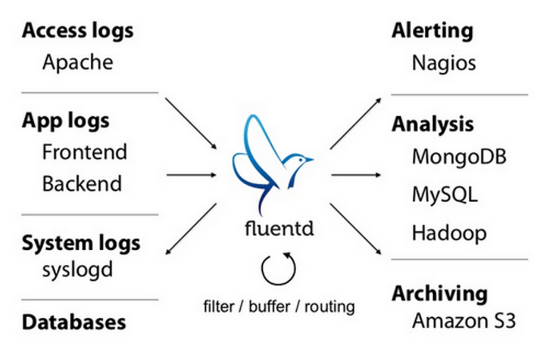 Access logs
Apache
App logs
Frontend
Backend
System logs
syslogd
Databases
fluentd
filter / buffer / routing
Alerting
Nagios
Analysis
MongoDB
MySQL
Hadoop
Archiving
Amazon S3